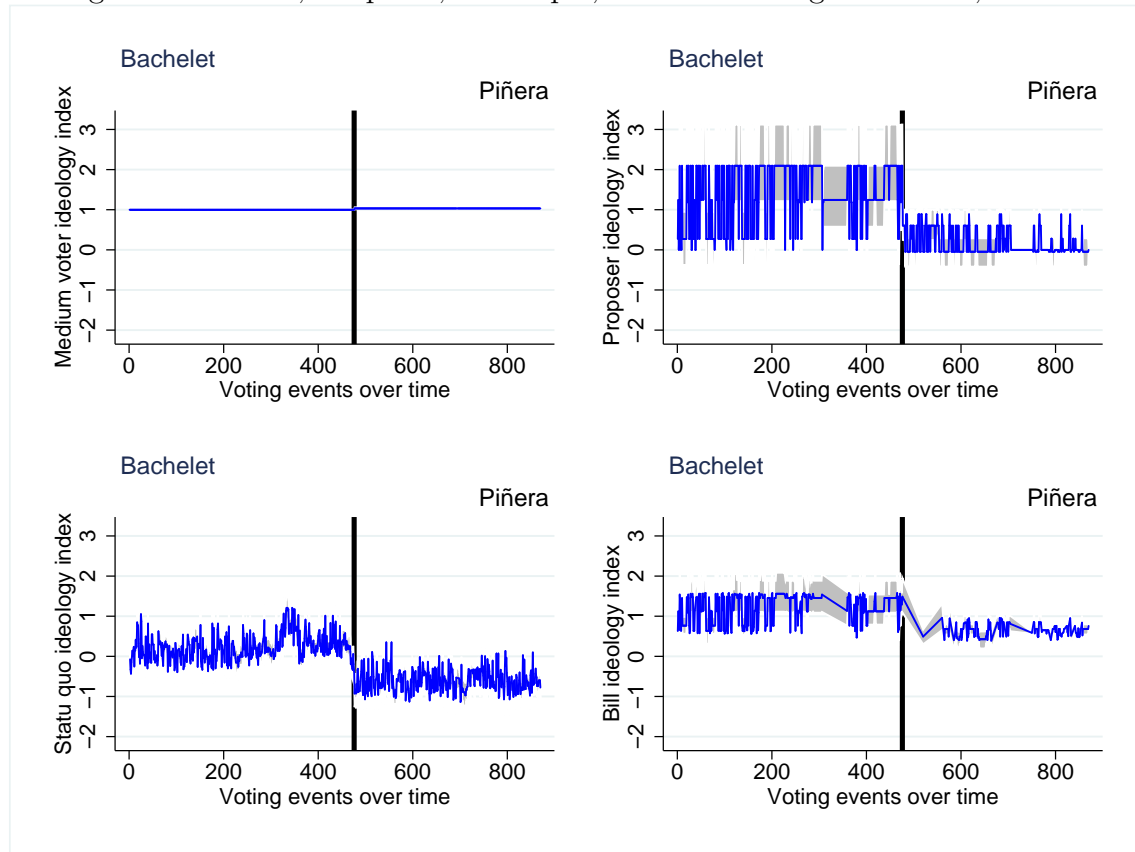 Bachelet
Piñera
Medium voter ideology index
3
2
1
0
−1
−2
0 200 400 600 800
Voting events over time
Bachelet
Piñera
Proposer ideology index
3
2
1
0
−1
−2
0 200 400 600 800
Voting events over time
Bachelet
Piñera
Statu quo ideology index
3
2
1
0
−1
−2
0 200 400 600 800
Voting events over time
Bachelet
Piñera
Bill ideology index
3
2
1
0
−1
−2
0 200 400 600 800
Voting events over time